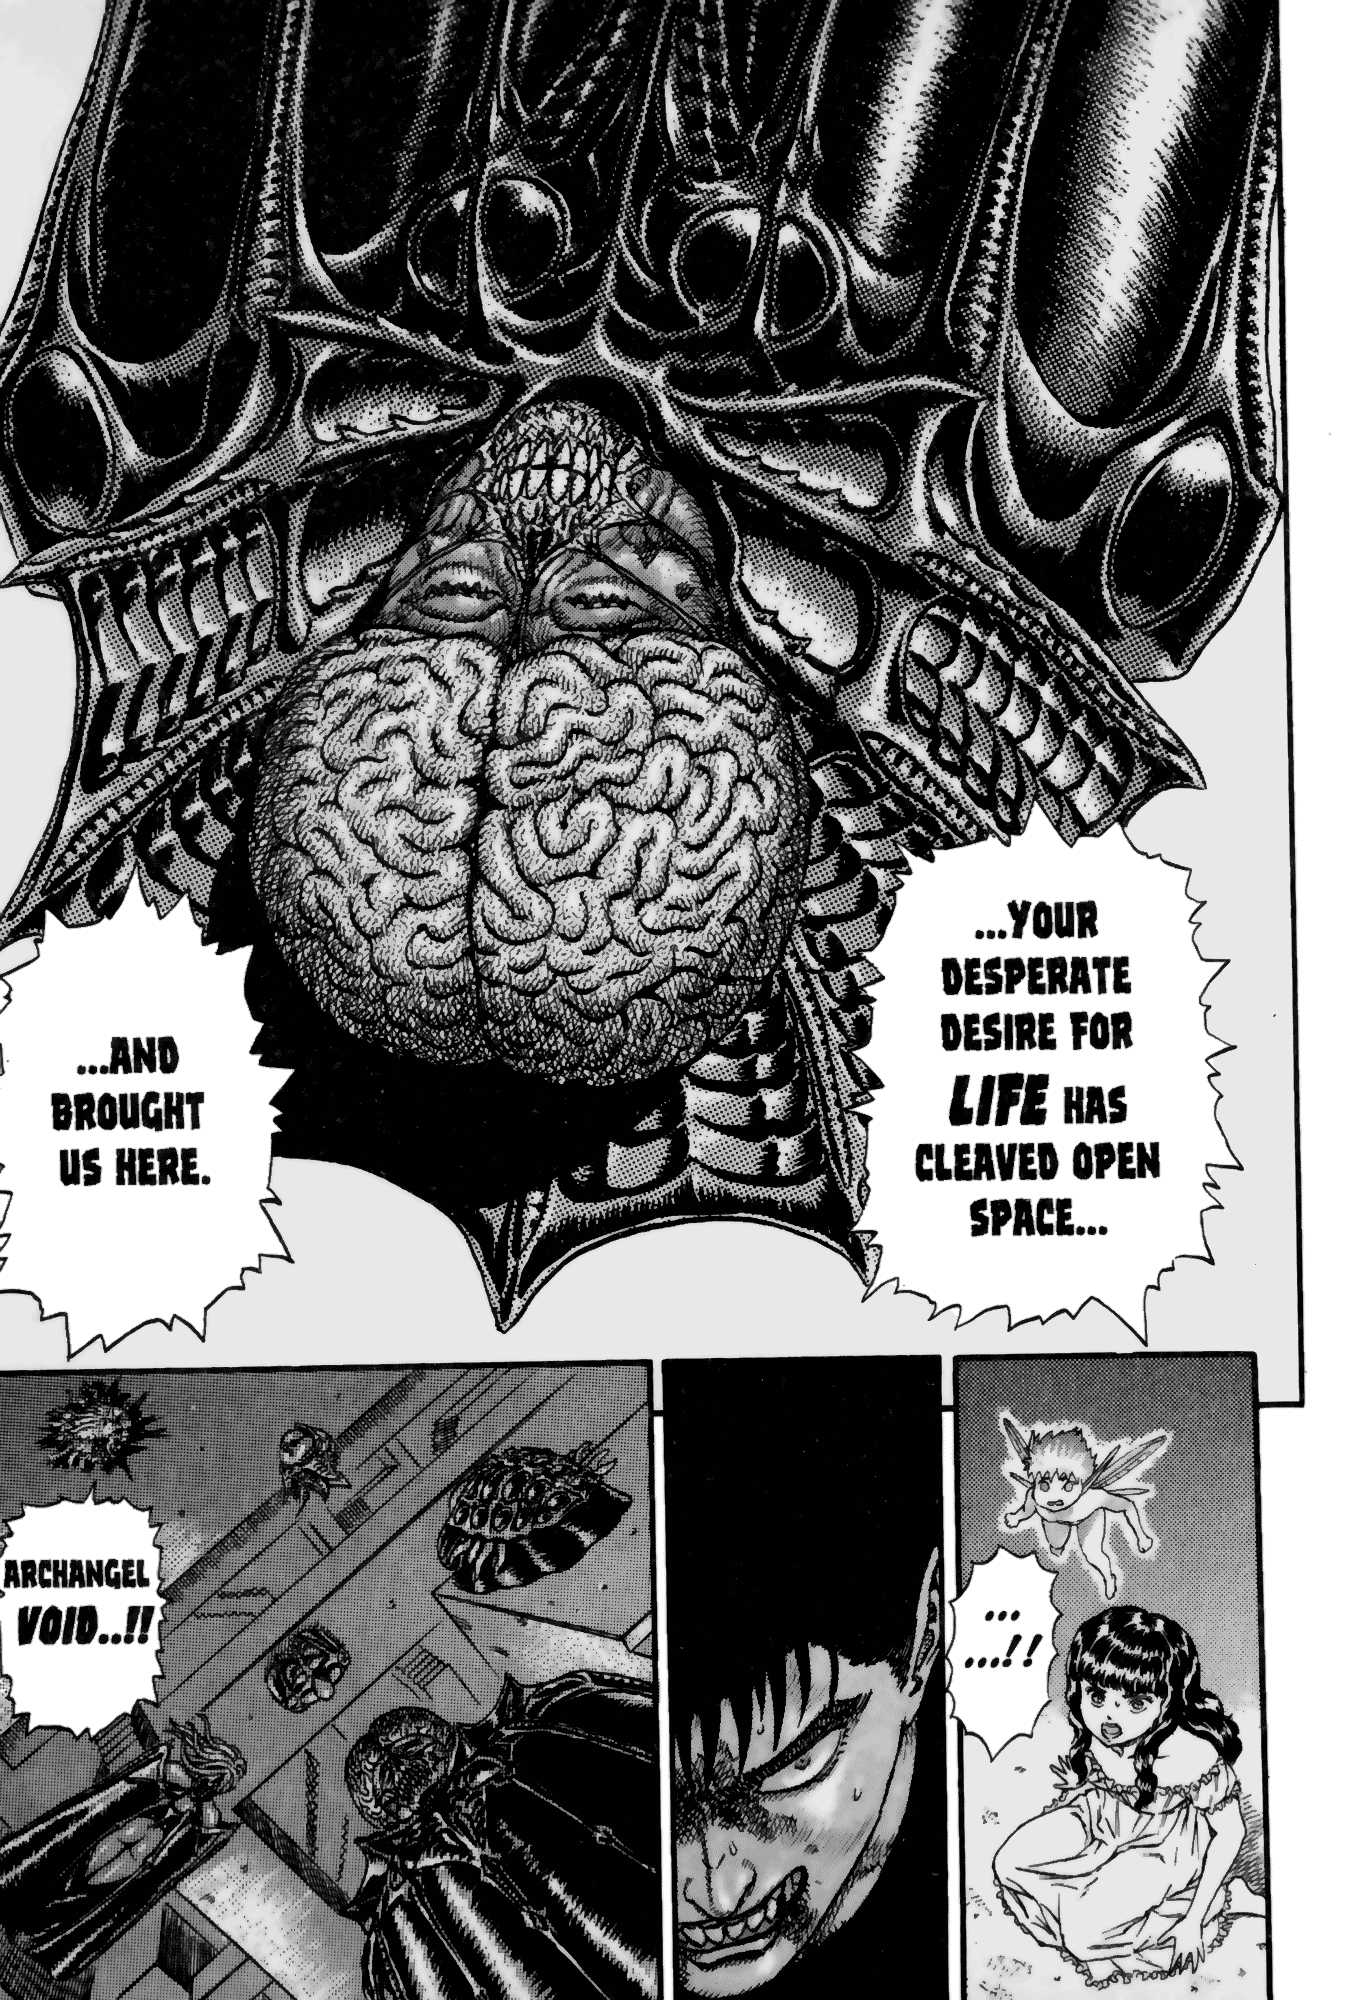 ...YOUR
DESPERATE
DESIRE FOR
LIFE HAS
CLEAVED OPEN
SPACE...
...AND
BROUGHT
US HERE.
...
...!!
ARCHANGEL
VOID..!!